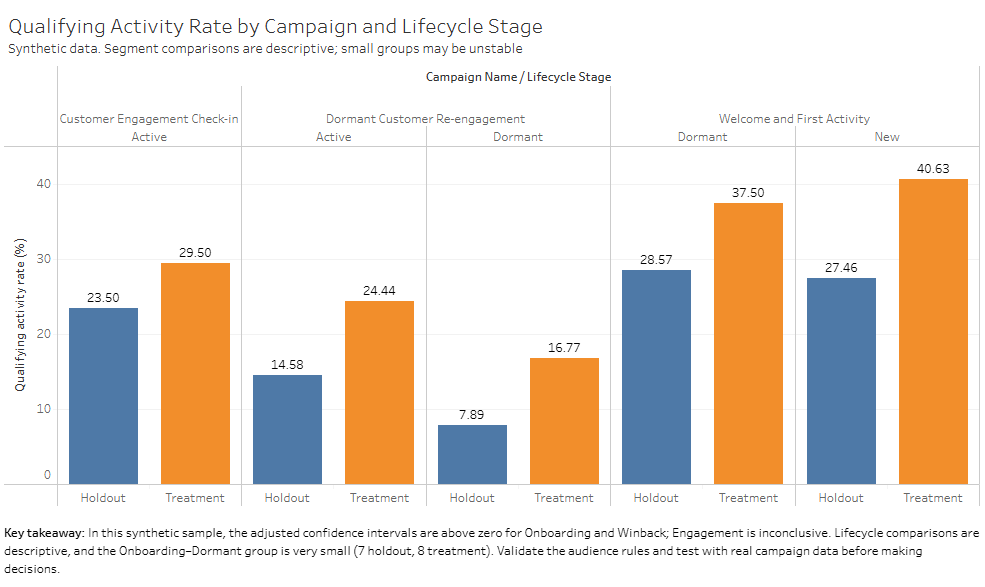 Qualifying Activity Rate by Campaign and Lifecycle Stage
Synthetic data. Segment comparisons are descriptive; small groups may be unstable
Campaign Name / Lifecycle Stage
Customer Engagement Check-in
Dormant Customer Re-engagement
Welcome and First Activity
Active
Active
Dormant
Dormant
New
Qualifying activity rate (%)
40
30
20
10
0
23.50
29.50
14.58
24.44
7.89
16.77
28.57
37.50
27.46
40.63
Holdout
Treatment
Holdout
Treatment
Holdout
Treatment
Holdout
Treatment
Holdout
Treatment
Key takeaway: In this synthetic sample, the adjusted confidence intervals are above zero for Onboarding and Winback; Engagement is inconclusive. Lifecycle comparisons are
descriptive, and the Onboarding–Dormant group is very small (7 holdout, 8 treatment). Validate the audience rules and test with real campaign data before making
decisions.